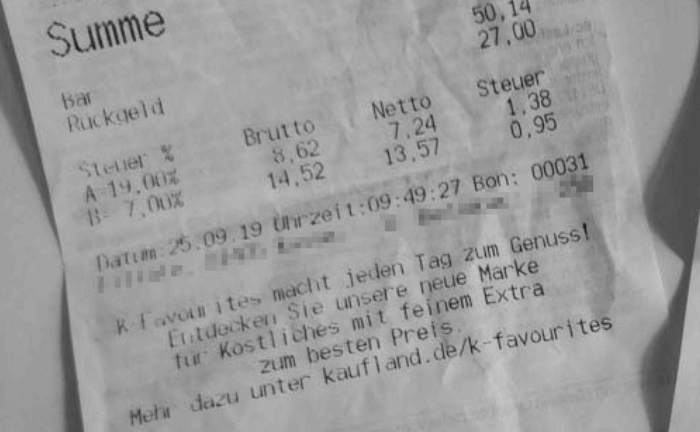 Summe
50,14
27,00
Bar
Rückgeld
Steuer % Brutto Netto Steuer
A=19,00% 8,62 7,24 1,38
B= 7,00% 14,52 13,57 0,95
Datum:25.09.19 Uhrzeit:09:49:27 Bon: 00031
K-Favourites macht jeden Tag zum Genuss!
Entdecken Sie unsere neue Marke
für Köstliches mit feinem Extra
zum besten Preis.
Mehr dazu unter kaufland.de/k-favourites